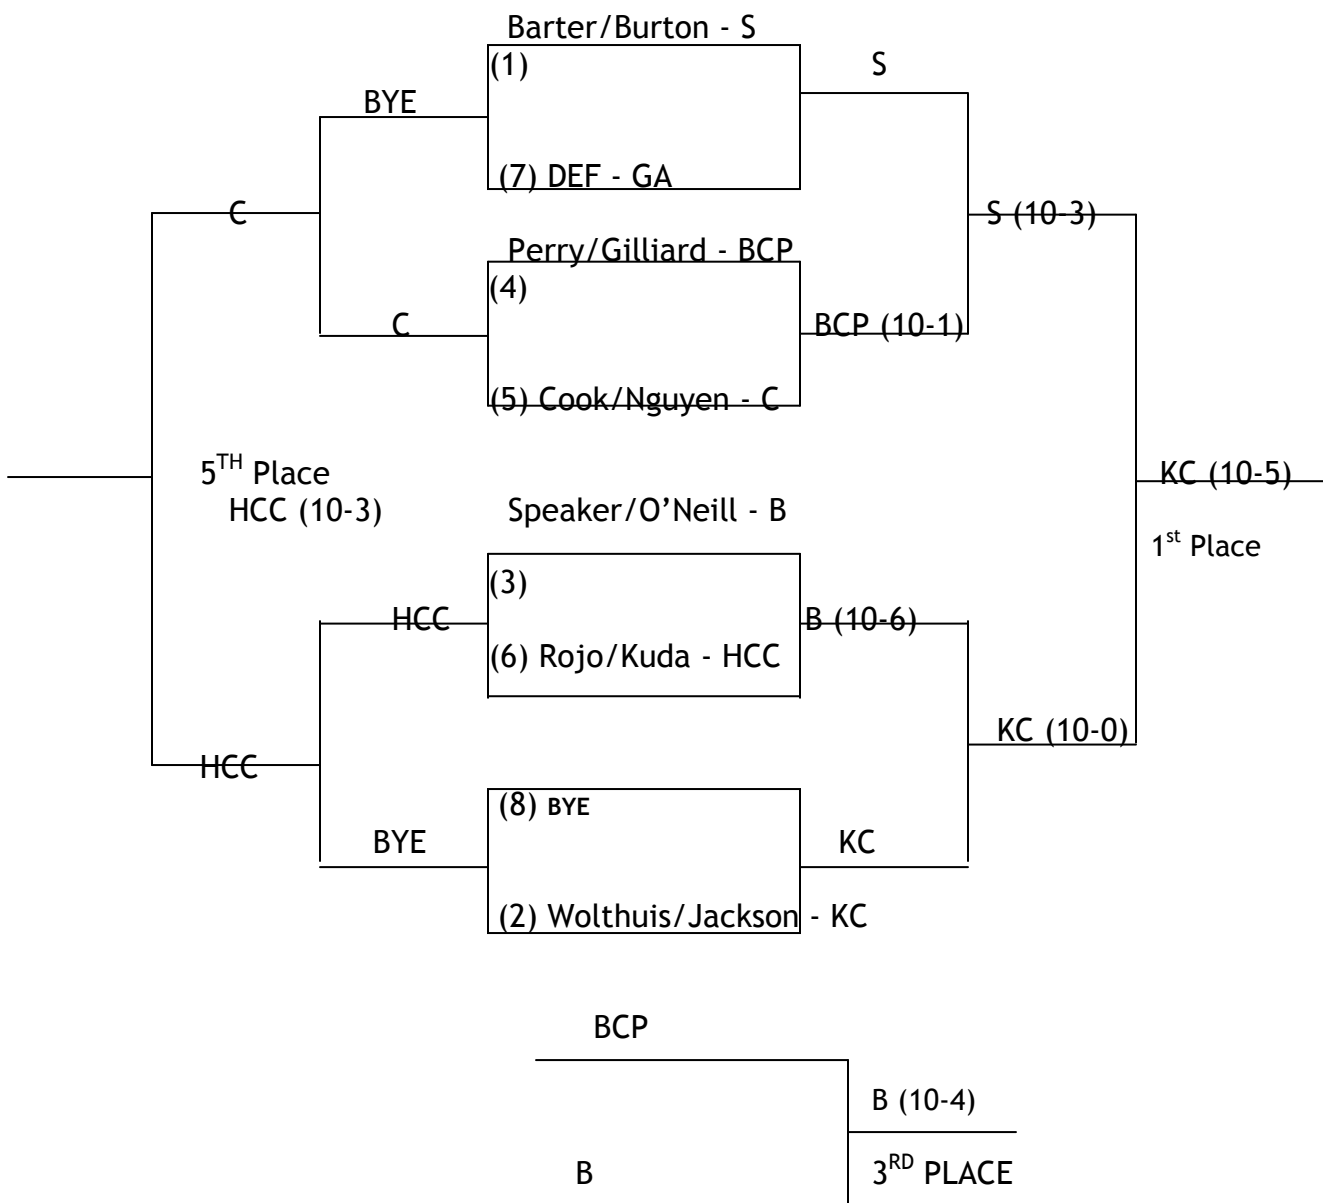 Barter/Burton - S
(1)
S
BYE
(7) DEF - GA
C
S (10-3)
Perry/Gilliard - BCP
(4)
C
BCP (10-1)
(5) Cook/Nguyen - C
5TH Place
HCC (10-3)
KC (10-5)
1st Place
Speaker/O’Neill - B
(3)
HCC
B (10-6)
(6) Rojo/Kuda - HCC
KC (10-0)
HCC
(8) BYE
BYE
KC
(2) Wolthuis/Jackson - KC
BCP
B (10-4)
B
3RD PLACE